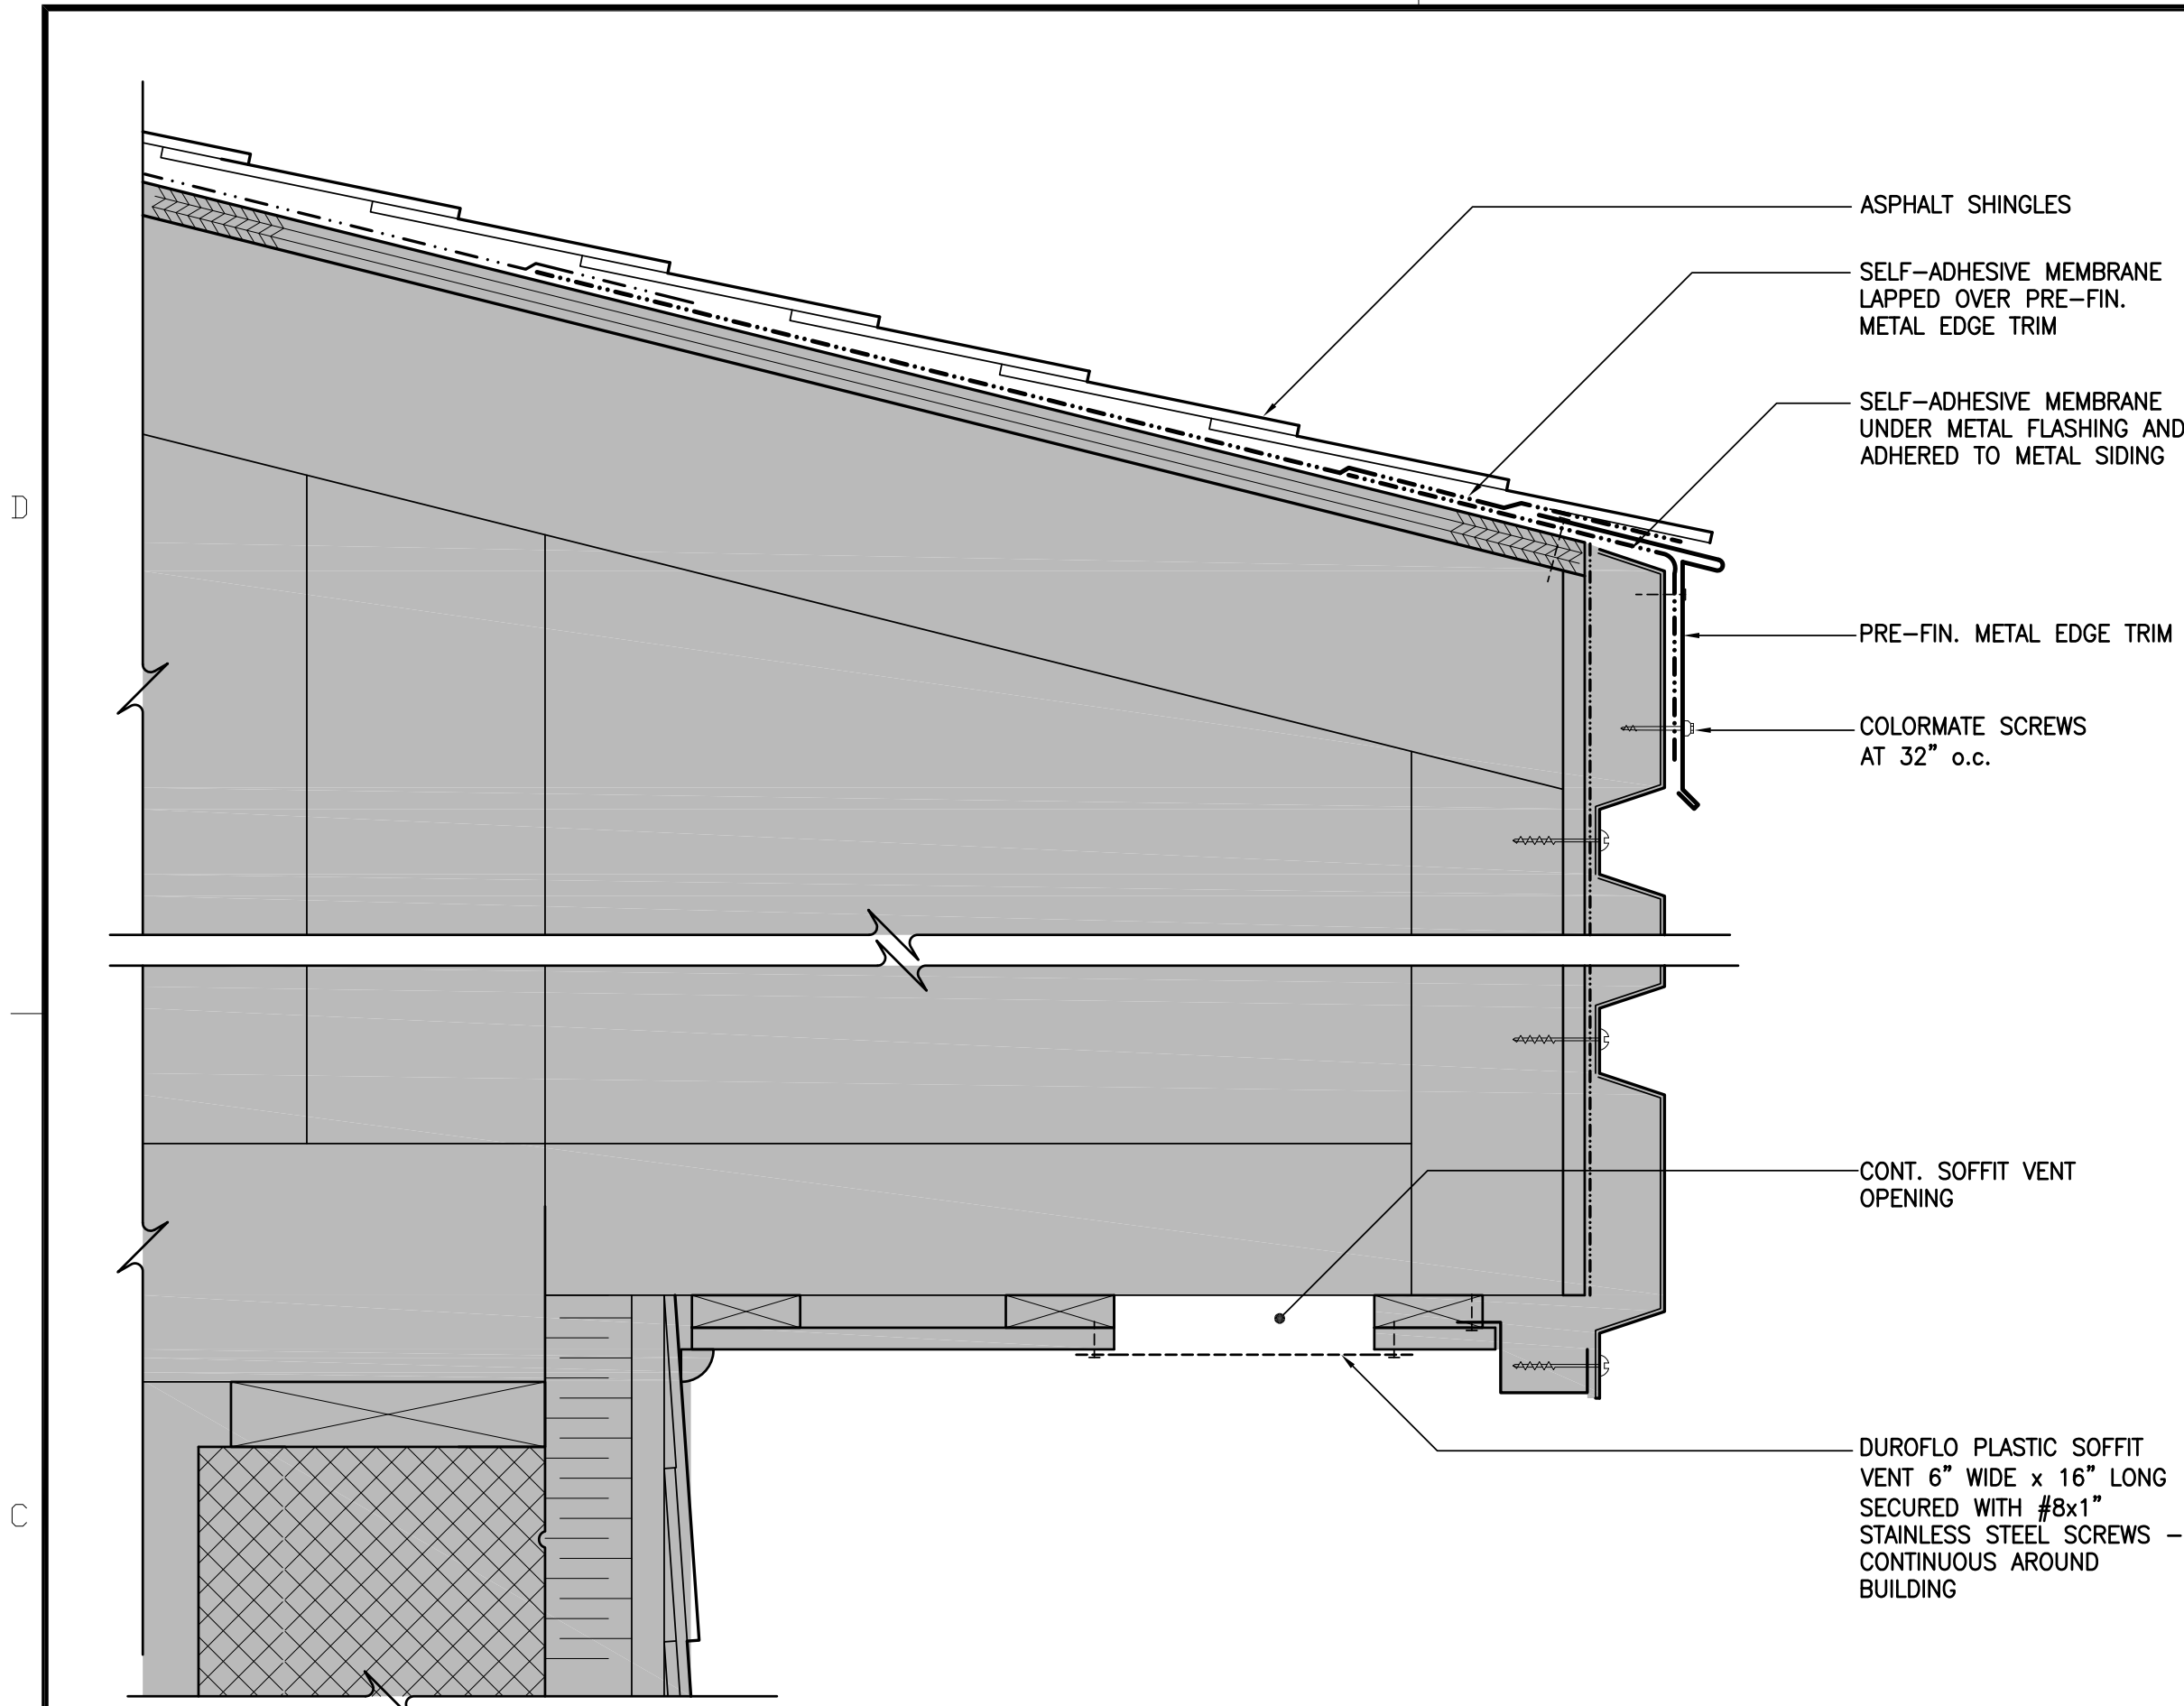 ASPHALT SHINGLES
SELF-ADHESIVE MEMBRANE
LAPPED OVER PRE-FIN.
METAL EDGE TRIM
SELF-ADHESIVE MEMBRANE
UNDER METAL FLASHING AND
ADHERED TO METAL SIDING
D
PRE-FIN. METAL EDGE TRIM
COLORMATE SCREWS
AT 32" o.c.
CONT. SOFFIT VENT
OPENING
DUROFLO PLASTIC SOFFIT
VENT 6" WIDE x 16" LONG
SECURED WITH #8x1"
STAINLESS STEEL SCREWS -
CONTINUOUS AROUND
BUILDING
C